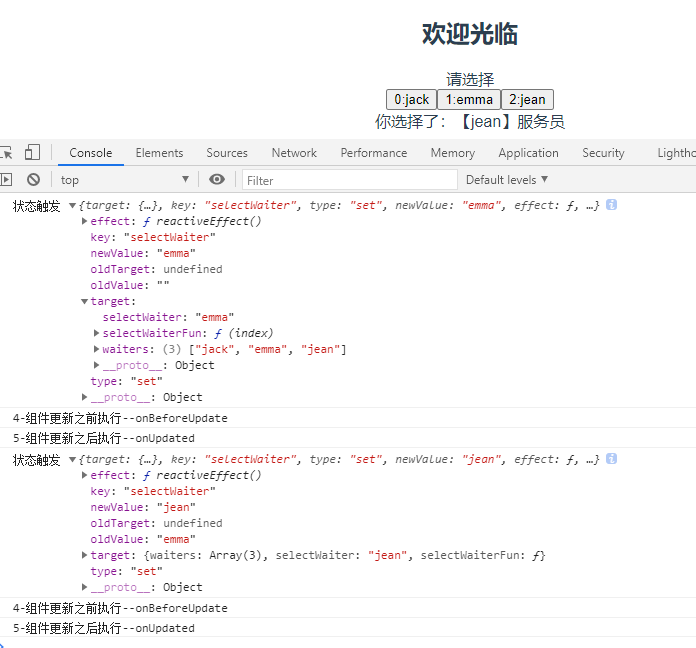 欢迎光临
请选择
0:jack 1:emma 2:jean
你选择了：【jean】服务员
Console Elements Sources Network Performance Memory Application Security Lightho
top ▼ Filter Default levels ▼
状态触发 ▼{target: {…}, key: "selectWaiter", type: "set", newValue: "emma", effect: ƒ, …} i
▶effect: ƒ reactiveEffect()
key: "selectWaiter"
newValue: "emma"
oldTarget: undefined
oldValue: ""
▼target:
selectWaiter: "emma"
▶selectWaiterFun: ƒ (index)
▶waiters: (3) ["jack", "emma", "jean"]
▶__proto__: Object
type: "set"
▶__proto__: Object
4-组件更新之前执行--onBeforeUpdate
5-组件更新之后执行--onUpdated
状态触发 ▼{target: {…}, key: "selectWaiter", type: "set", newValue: "jean", effect: ƒ, …} i
▶effect: ƒ reactiveEffect()
key: "selectWaiter"
newValue: "jean"
oldTarget: undefined
oldValue: "emma"
▶target: {waiters: Array(3), selectWaiter: "jean", selectWaiterFun: ƒ}
type: "set"
▶__proto__: Object
4-组件更新之前执行--onBeforeUpdate
5-组件更新之后执行--onUpdated